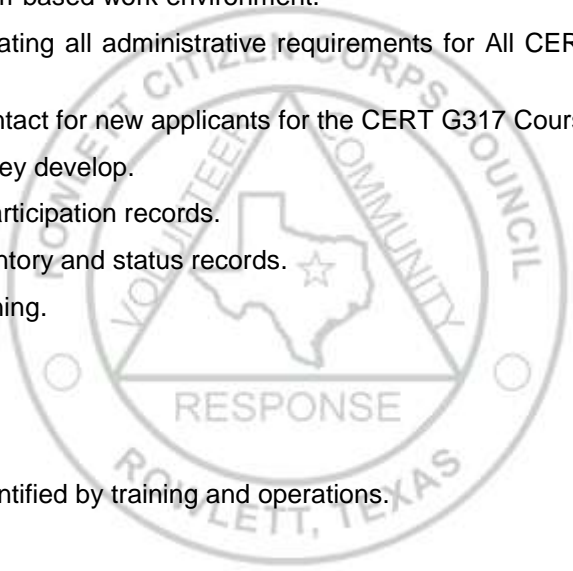 based work environment.
ating all administrative requirements for All CER
ntact for new applicants for the CERT G317 Cours
ey develop.
articipation records.
ntory and status records.
ning.
ntified by training and operations.
ROWLETT CITIZEN CORPS COUNCIL
VOLUNTEER
COMMUNITY
RESPONSE
ROWLETT, TEXAS